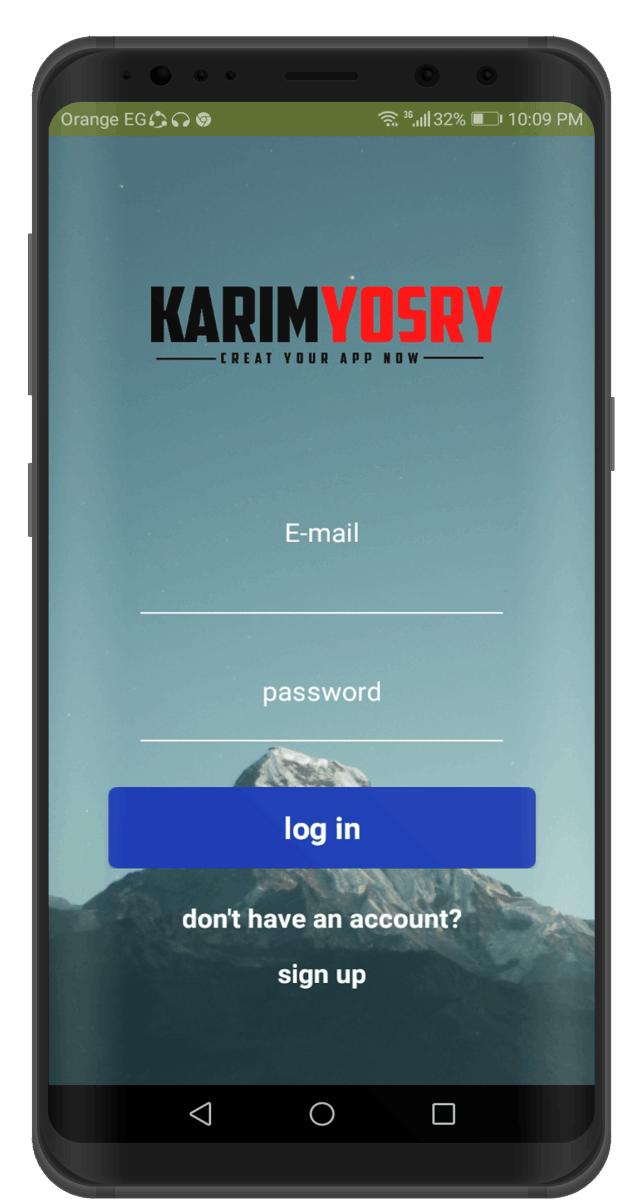 Orange EG 3G 32% 10:09 PM
KARIMYOSRY
CREAT YOUR APP NOW
E-mail
password
log in
don't have an account?
sign up